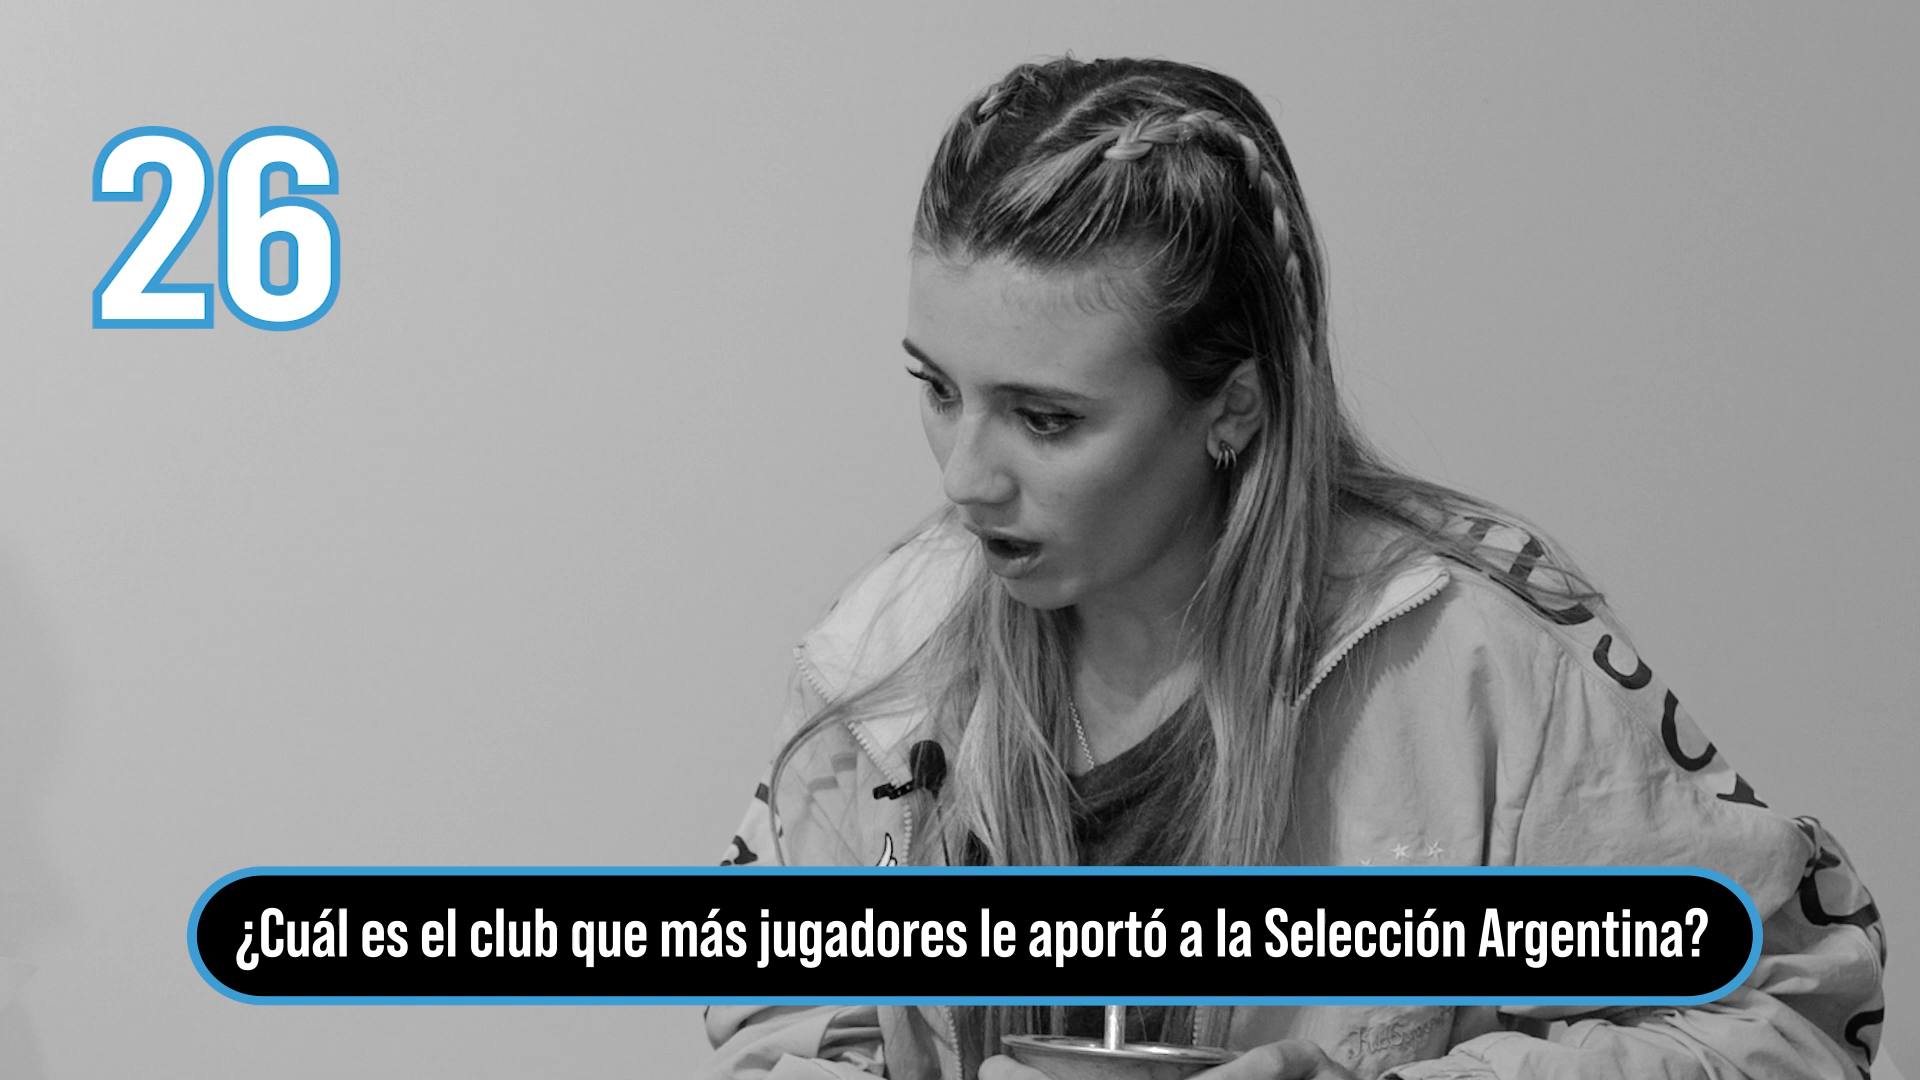 26
¿Cuál es el club que más jugadores le aportó a la Selección Argentina?